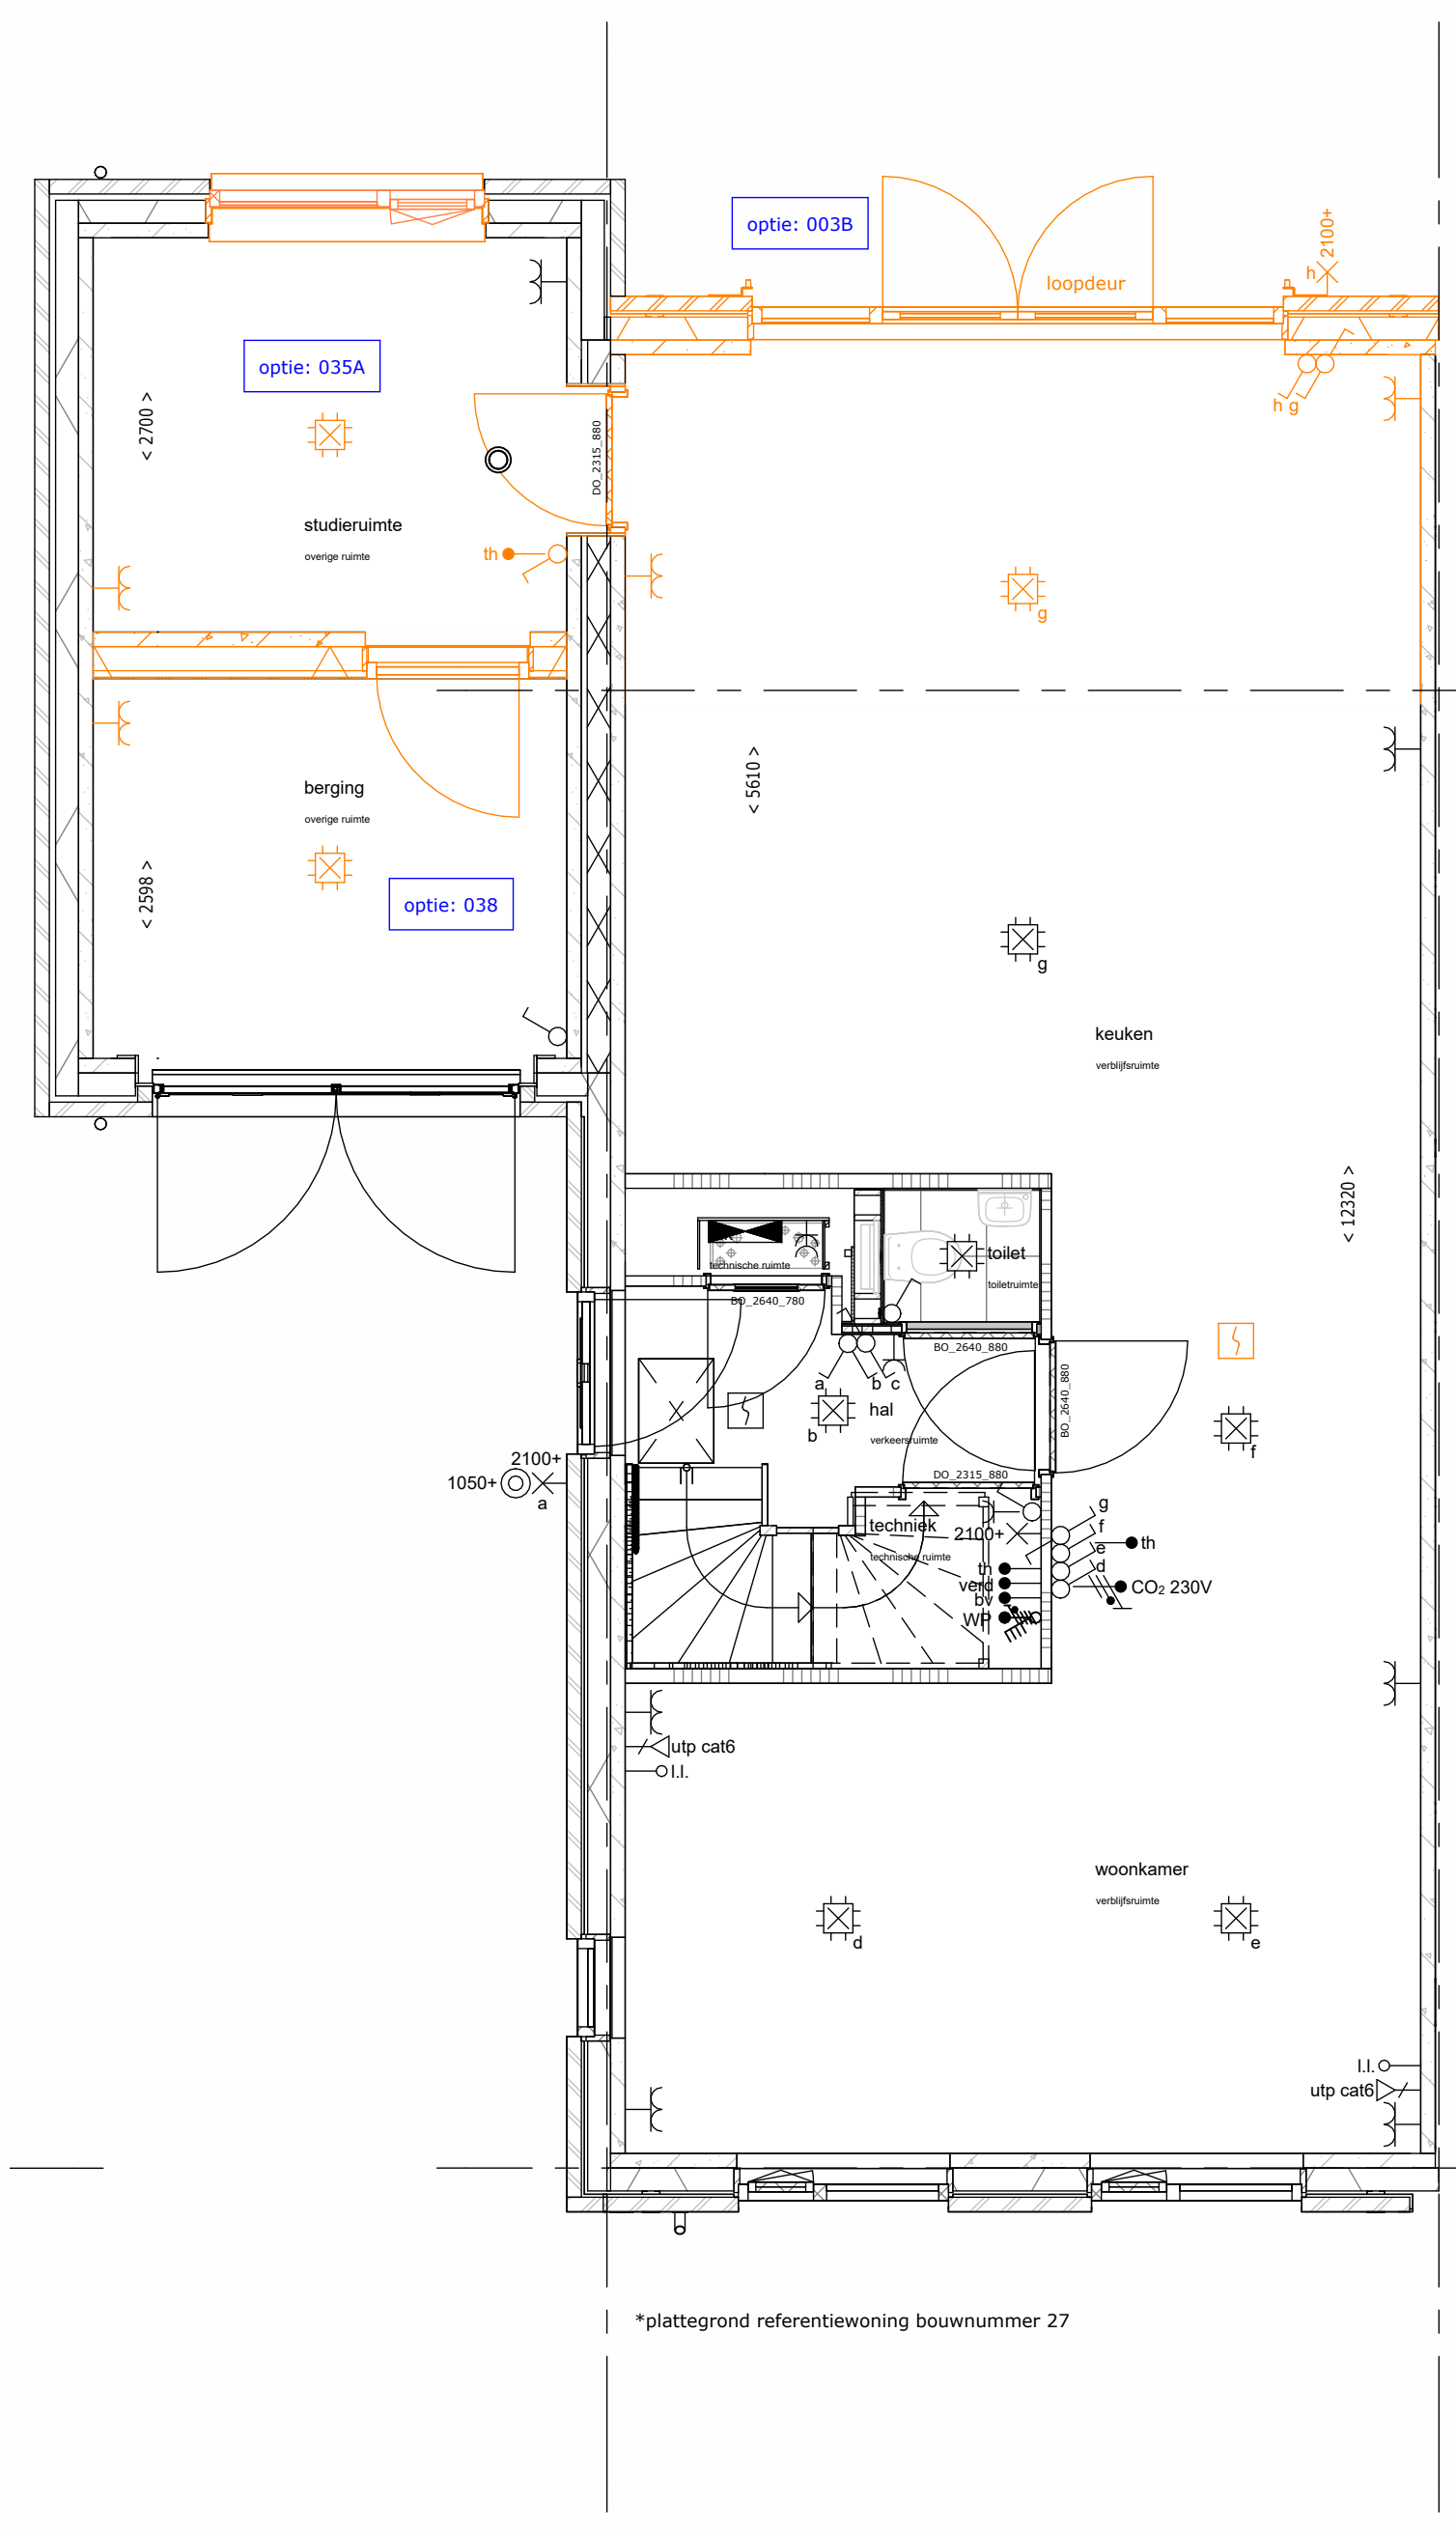 optie: 003B
2100+
h
loopdeur
optie: 035A
h g
< 2700 >
DO_2315_880
studieruimte
overige ruimte
th
g
< 5610 >
berging
overige ruimte
< 2598 >
optie: 038
g
keuken
verblijfsruimte
< 12320 >
toilet
toiletruimte
technische ruimte
BO_2640_780
BO_2640_880
BO_2640_880
a
b
c
hal
b
verkeersruimte
f
2100+
1050+
a
DO_2315_880
techniek
2100+
technische ruimte
g
f
e
d
th
CO₂ 230V
th
verd
bv
WP
utp cat6
l.l.
woonkamer
verblijfsruimte
d
e
l.l.
utp cat6
*plattegrond referentiewoning bouwnummer 27